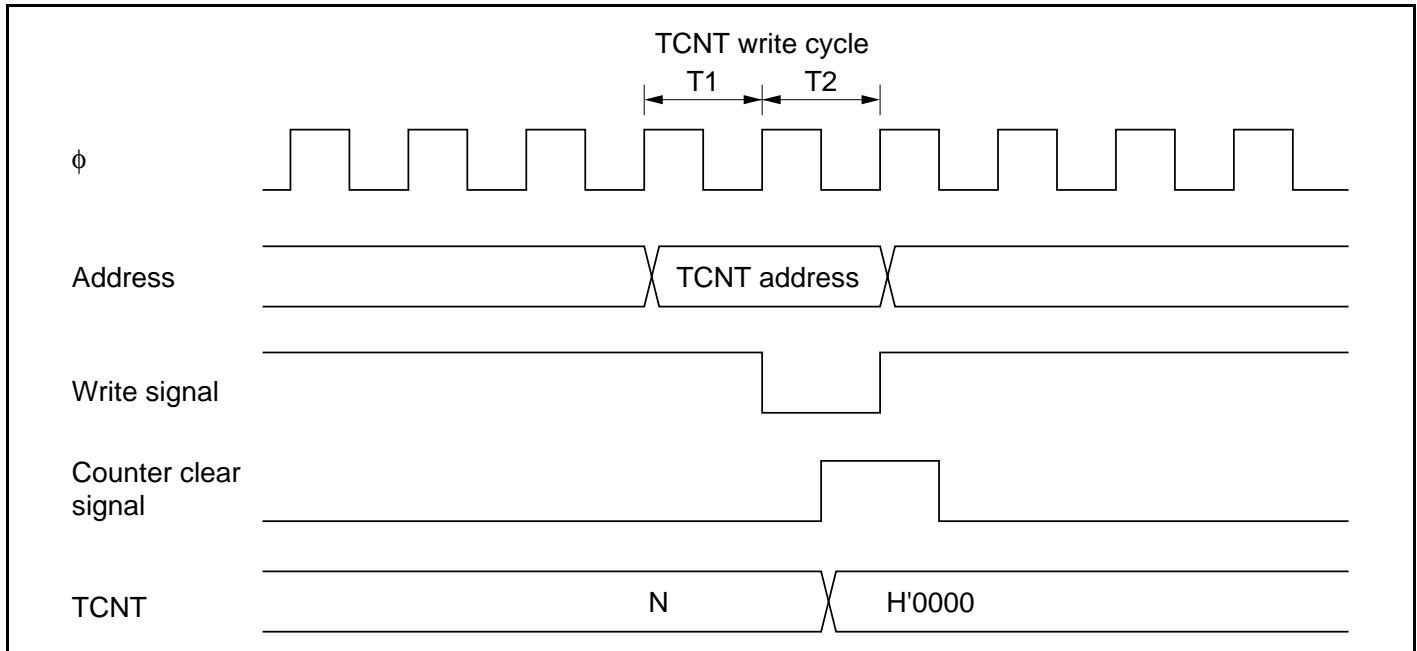 TCNT write cycle
T1 T2
ϕ
Address
TCNT address
Write signal
Counter clear
signal
TCNT
N
H'0000